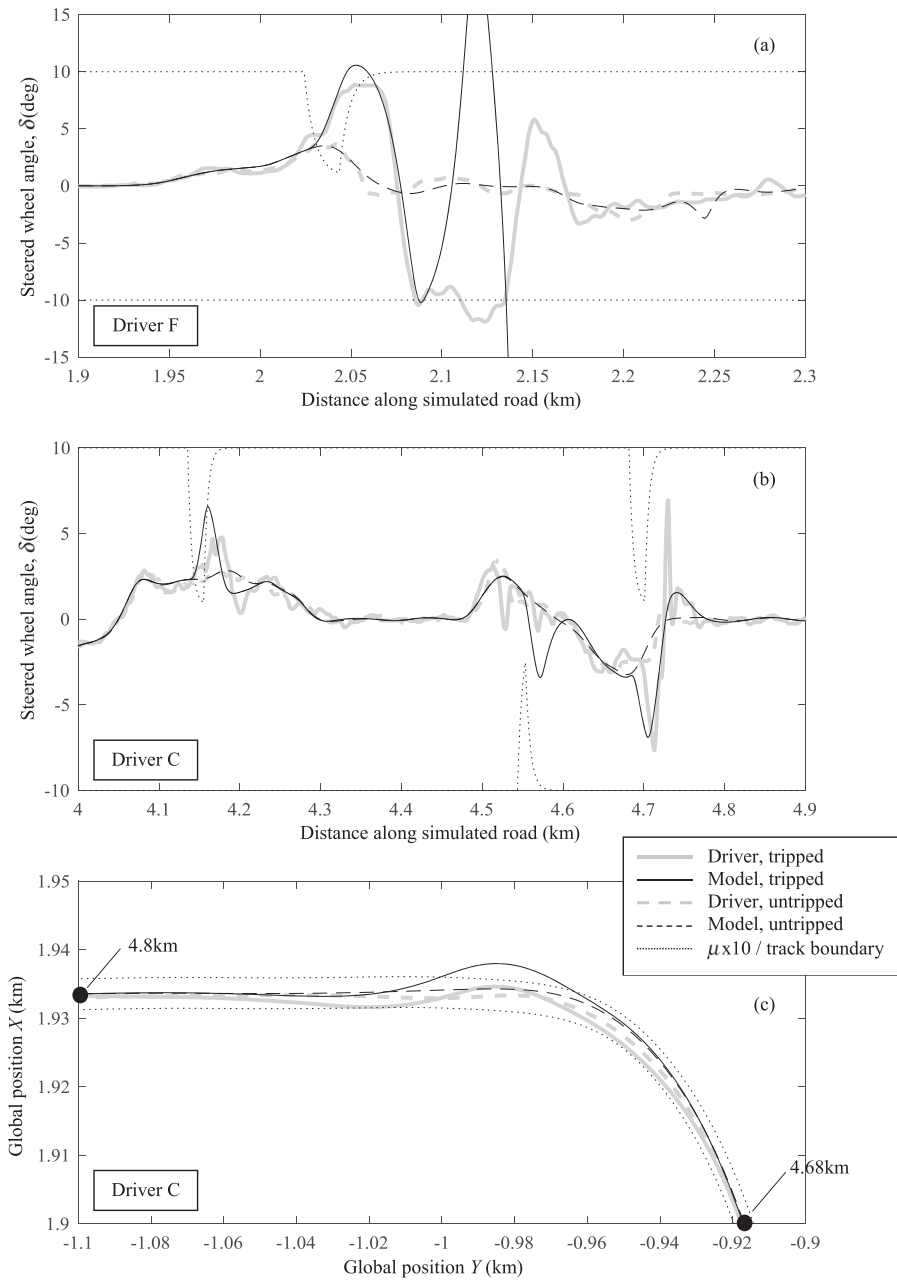 15
10
5
0
-5
-10
-15
Steered wheel angle, δ(deg)
(a)
Driver F
1.9 1.95 2 2.05 2.1 2.15 2.2 2.25 2.3
Distance along simulated road (km)
10
5
0
-5
-10
Steered wheel angle, δ(deg)
(b)
Driver C
4 4.1 4.2 4.3 4.4 4.5 4.6 4.7 4.8 4.9
Distance along simulated road (km)
Driver, tripped
Model, tripped
Driver, untripped
Model, untripped
μx10 / track boundary
1.95
1.94
1.93
1.92
1.91
1.9
Global position X (km)
4.8km
(c)
4.68km
Driver C
-1.1 -1.08 -1.06 -1.04 -1.02 -1 -0.98 -0.96 -0.94 -0.92 -0.9
Global position Y (km)